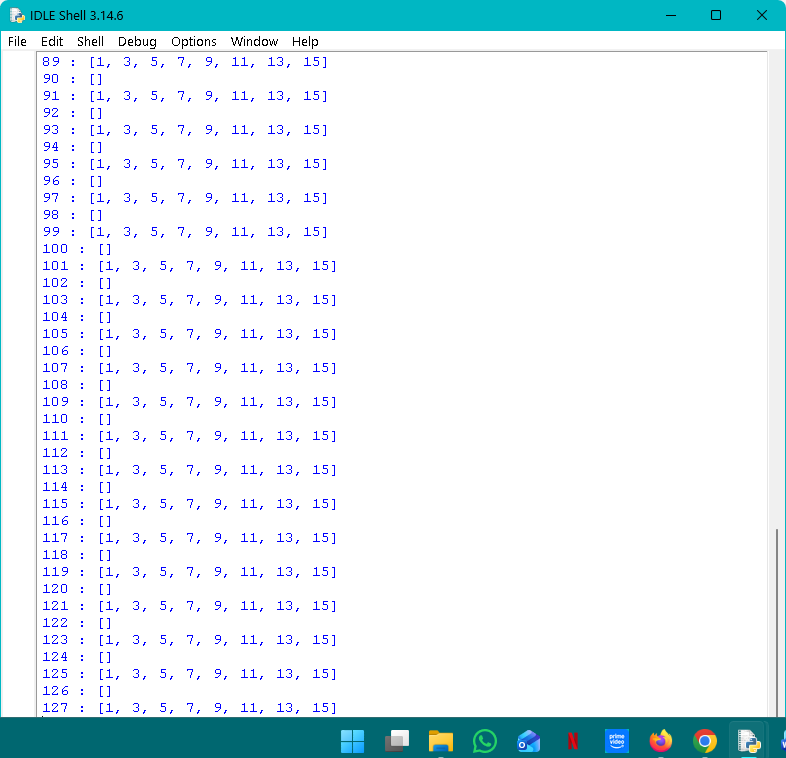 IDLE Shell 3.14.6
File Edit Shell Debug Options Window Help
89 : [1, 3, 5, 7, 9, 11, 13, 15]
90 : []
91 : [1, 3, 5, 7, 9, 11, 13, 15]
92 : []
93 : [1, 3, 5, 7, 9, 11, 13, 15]
94 : []
95 : [1, 3, 5, 7, 9, 11, 13, 15]
96 : []
97 : [1, 3, 5, 7, 9, 11, 13, 15]
98 : []
99 : [1, 3, 5, 7, 9, 11, 13, 15]
100 : []
101 : [1, 3, 5, 7, 9, 11, 13, 15]
102 : []
103 : [1, 3, 5, 7, 9, 11, 13, 15]
104 : []
105 : [1, 3, 5, 7, 9, 11, 13, 15]
106 : []
107 : [1, 3, 5, 7, 9, 11, 13, 15]
108 : []
109 : [1, 3, 5, 7, 9, 11, 13, 15]
110 : []
111 : [1, 3, 5, 7, 9, 11, 13, 15]
112 : []
113 : [1, 3, 5, 7, 9, 11, 13, 15]
114 : []
115 : [1, 3, 5, 7, 9, 11, 13, 15]
116 : []
117 : [1, 3, 5, 7, 9, 11, 13, 15]
118 : []
119 : [1, 3, 5, 7, 9, 11, 13, 15]
120 : []
121 : [1, 3, 5, 7, 9, 11, 13, 15]
122 : []
123 : [1, 3, 5, 7, 9, 11, 13, 15]
124 : []
125 : [1, 3, 5, 7, 9, 11, 13, 15]
126 : []
127 : [1, 3, 5, 7, 9, 11, 13, 15]
prime
video